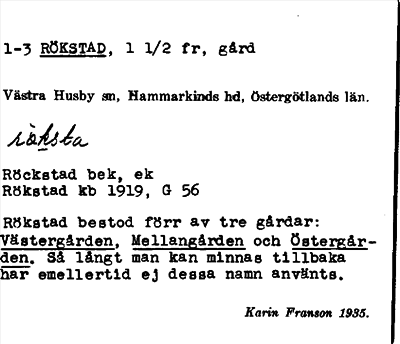 1-3 RÖKSTAD, 1 1/2 fr, gård
Västra Husby sn, Hammarkinds hd, Östergötlands län.
rö̀ksta
Röckstad bek, ek
Rökstad kb 1919, G 56
Rökstad bestod förr av tre gårdar:
Västergården, Mellangården och Östergår-
den. Så långt man kan minnas tillbaka
har emellertid ej dessa namn använts.
Karin Franson 1935.